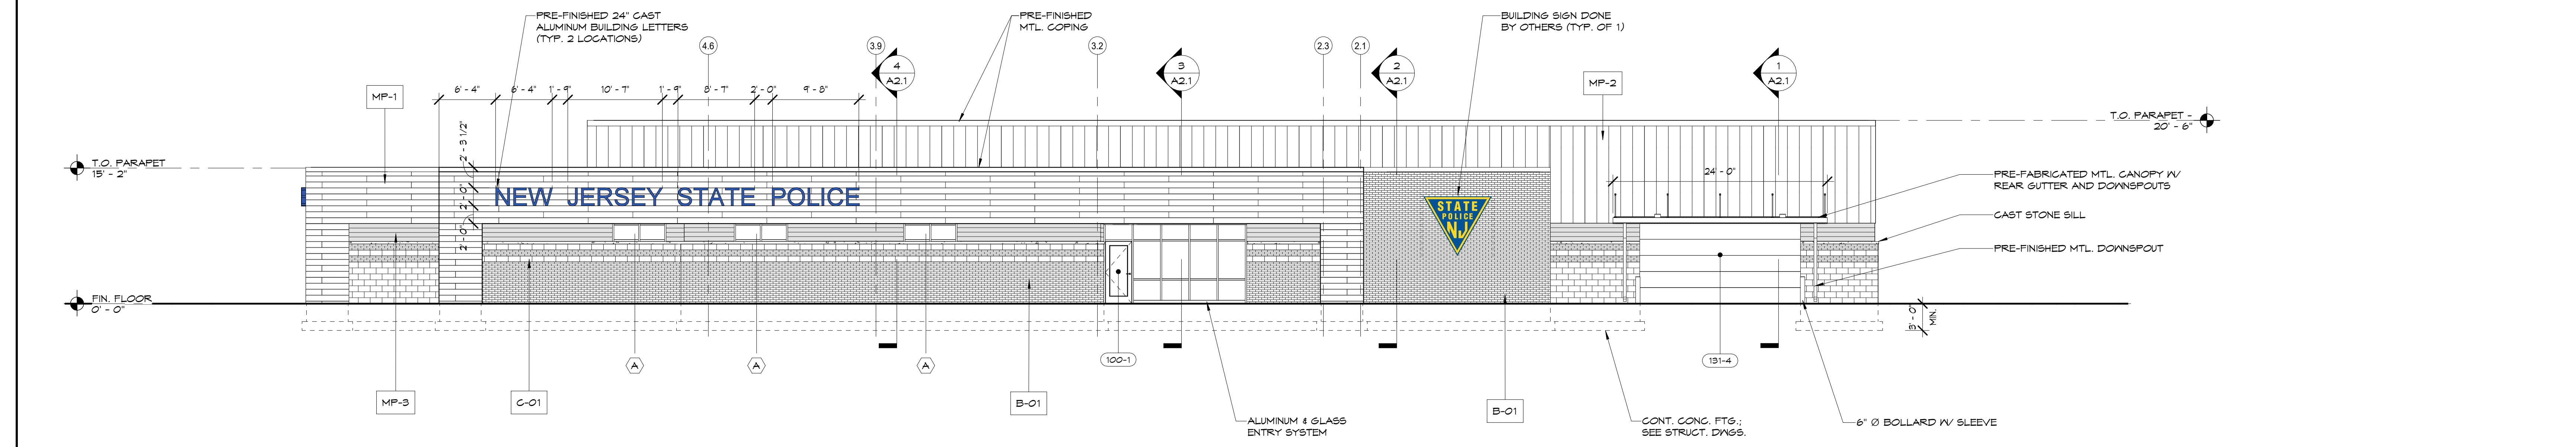 PRE-FINISHED 24" CAST
ALUMINUM BUILDING LETTERS
(TYP. 2 LOCATIONS)
PRE-FINISHED
MTL. COPING
BUILDING SIGN DONE
BY OTHERS (TYP. OF 1)
4.6
3.9
3.2
2.3
2.1
4
A2.1
3
A2.1
2
A2.1
1
A2.1
MP-1
MP-2
6' - 4"
6' - 4"
1' - 9"
10' - 7"
1' - 9"
8' - 7"
2' - 0"
9' - 8"
T.O. PARAPET -
20' - 6"
2' - 3 1/2"
2' - 0"
2' - 0"
T.O. PARAPET
15' - 2"
24' - 0"
PRE-FABRICATED MTL. CANOPY W/
REAR GUTTER AND DOWNSPOUTS
NEW JERSEY STATE POLICE
STATE
POLICE
NJ
CAST STONE SILL
PRE-FINISHED MTL. DOWNSPOUT
FIN. FLOOR
0' - 0"
3' - 0"
MIN.
A
A
A
100-1
131-4
MP-3
C-01
B-01
B-01
ALUMINUM & GLASS
ENTRY SYSTEM
CONT. CONC. FTG.;
SEE STRUCT. DWGS.
6" Ø BOLLARD W/ SLEEVE